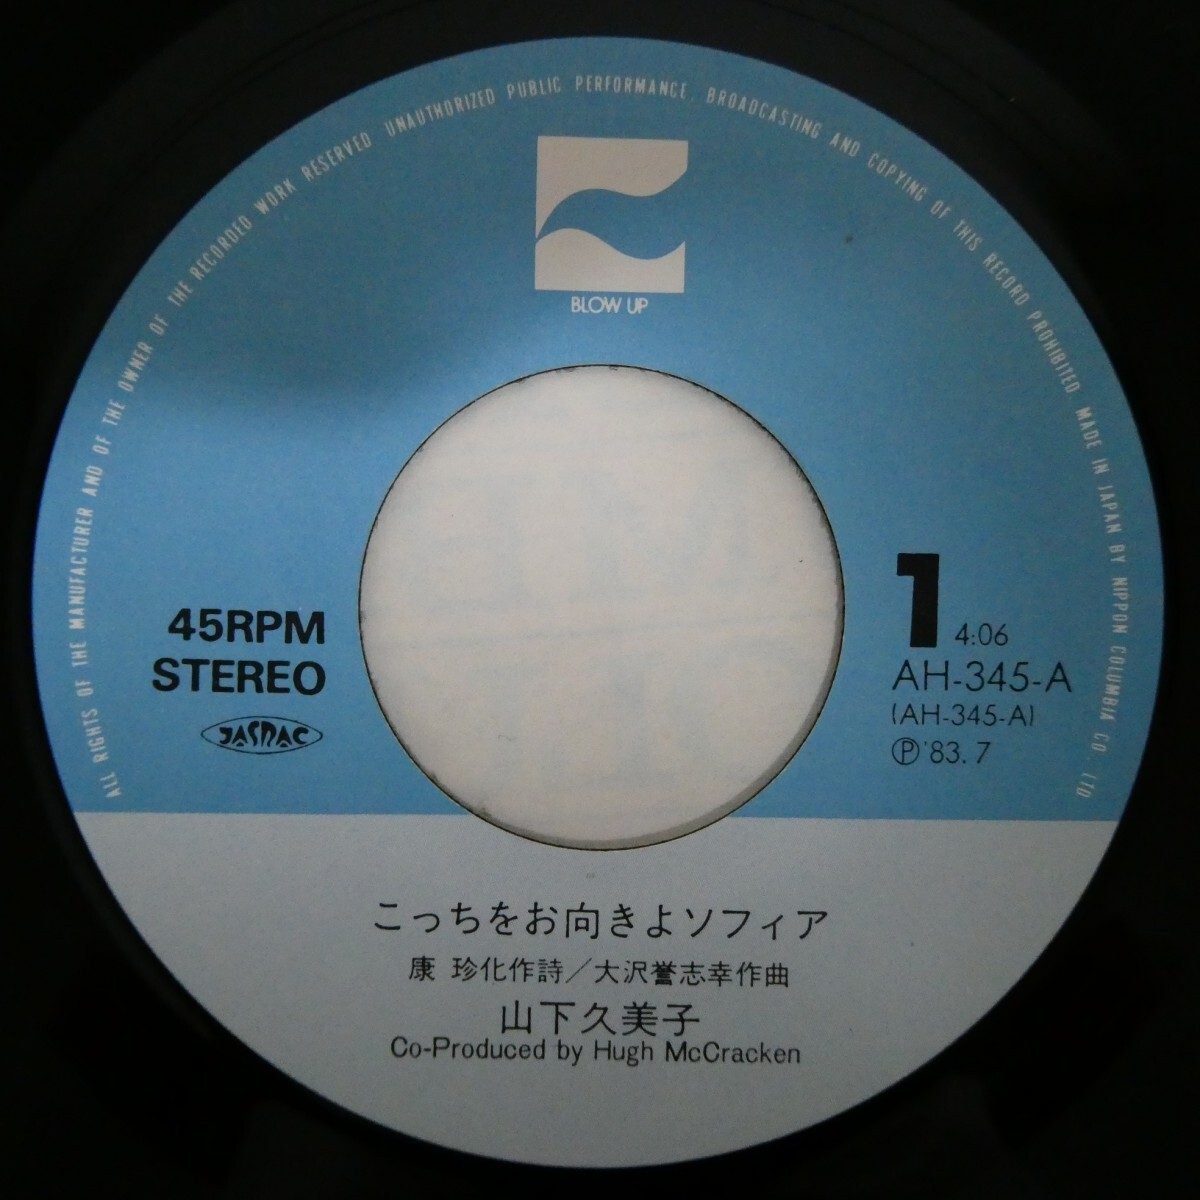 ALL RIGHTS OF THE MANUFACTURER AND OF THE OWNER OF THE RECORDED WORK RESERVED UNAUTHORIZED PUBLIC PERFORMANCE, BROADCASTING AND COPYING OF THIS RECORD PROHIBITED MADE IN JAPAN BY NIPPON COLUMBIA CO., LTD
BLOW UP
45RPM
STEREO
JASRAC
1 4:06
AH-345-A
(AH-345-A)
Ⓟ'83.7
こっちをお向きよソフィア
康 珍化作詩/大沢誉志幸作曲
山下久美子
Co-Produced by Hugh McCracken